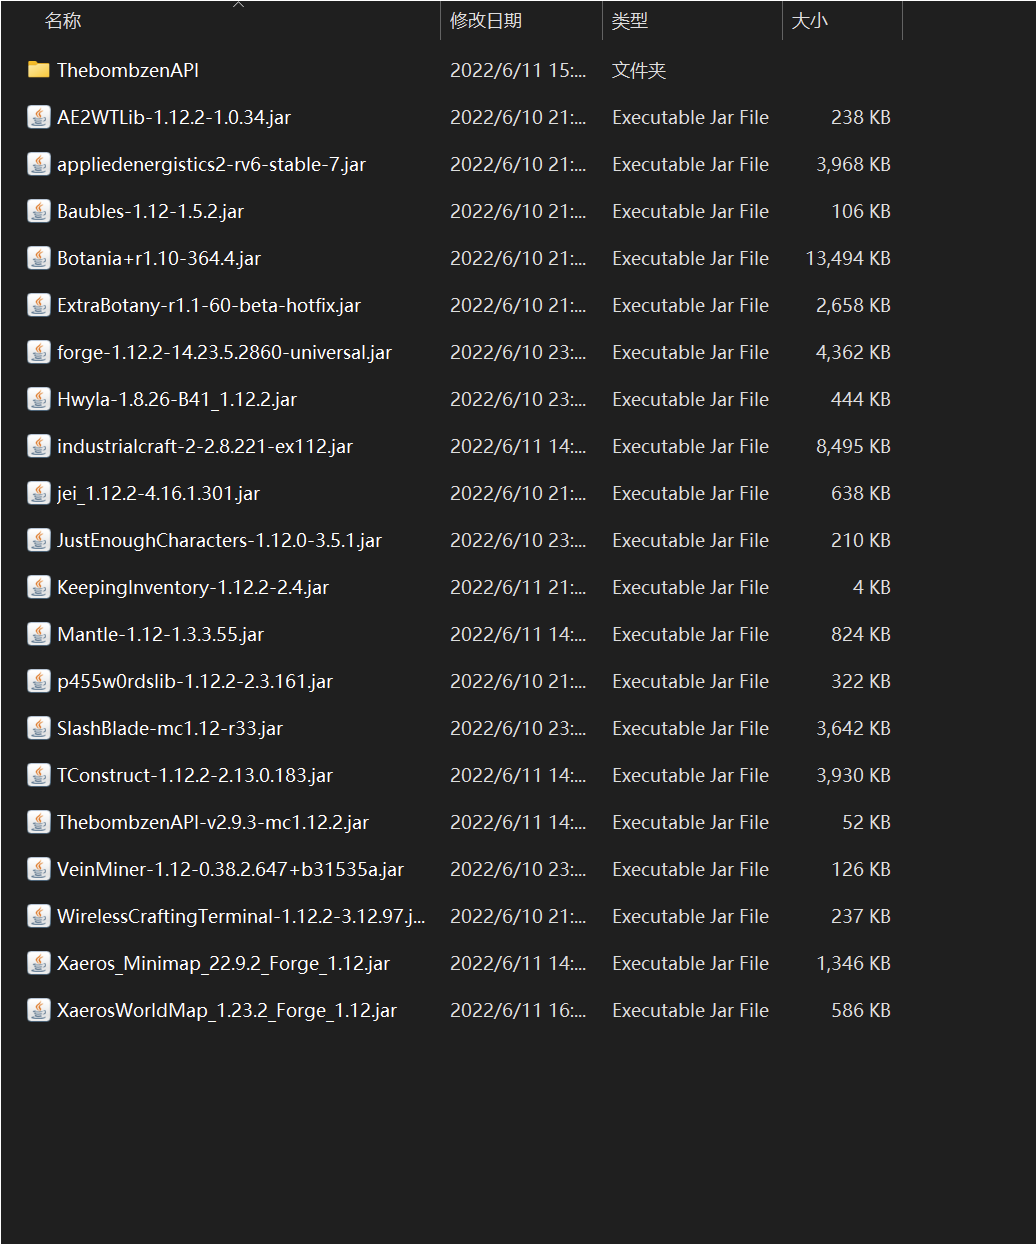 名称 修改日期 类型 大小
ThebombzenAPI 2022/6/11 15:... 文件夹
AE2WTLib-1.12.2-1.0.34.jar 2022/6/10 21:... Executable Jar File 238 KB
appliedenergistics2-rv6-stable-7.jar 2022/6/10 21:... Executable Jar File 3,968 KB
Baubles-1.12-1.5.2.jar 2022/6/10 21:... Executable Jar File 106 KB
Botania+r1.10-364.4.jar 2022/6/10 21:... Executable Jar File 13,494 KB
ExtraBotany-r1.1-60-beta-hotfix.jar 2022/6/10 21:... Executable Jar File 2,658 KB
forge-1.12.2-14.23.5.2860-universal.jar 2022/6/10 23:... Executable Jar File 4,362 KB
Hwyla-1.8.26-B41_1.12.2.jar 2022/6/10 23:... Executable Jar File 444 KB
industrialcraft-2-2.8.221-ex112.jar 2022/6/11 14:... Executable Jar File 8,495 KB
jei_1.12.2-4.16.1.301.jar 2022/6/10 21:... Executable Jar File 638 KB
JustEnoughCharacters-1.12.0-3.5.1.jar 2022/6/10 23:... Executable Jar File 210 KB
KeepingInventory-1.12.2-2.4.jar 2022/6/11 21:... Executable Jar File 4 KB
Mantle-1.12-1.3.3.55.jar 2022/6/11 14:... Executable Jar File 824 KB
p455w0rdslib-1.12.2-2.3.161.jar 2022/6/10 21:... Executable Jar File 322 KB
SlashBlade-mc1.12-r33.jar 2022/6/10 23:... Executable Jar File 3,642 KB
TConstruct-1.12.2-2.13.0.183.jar 2022/6/11 14:... Executable Jar File 3,930 KB
ThebombzenAPI-v2.9.3-mc1.12.2.jar 2022/6/11 14:... Executable Jar File 52 KB
VeinMiner-1.12-0.38.2.647+b31535a.jar 2022/6/10 23:... Executable Jar File 126 KB
WirelessCraftingTerminal-1.12.2-3.12.97.j... 2022/6/10 21:... Executable Jar File 237 KB
Xaeros_Minimap_22.9.2_Forge_1.12.jar 2022/6/11 14:... Executable Jar File 1,346 KB
XaerosWorldMap_1.23.2_Forge_1.12.jar 2022/6/11 16:... Executable Jar File 586 KB